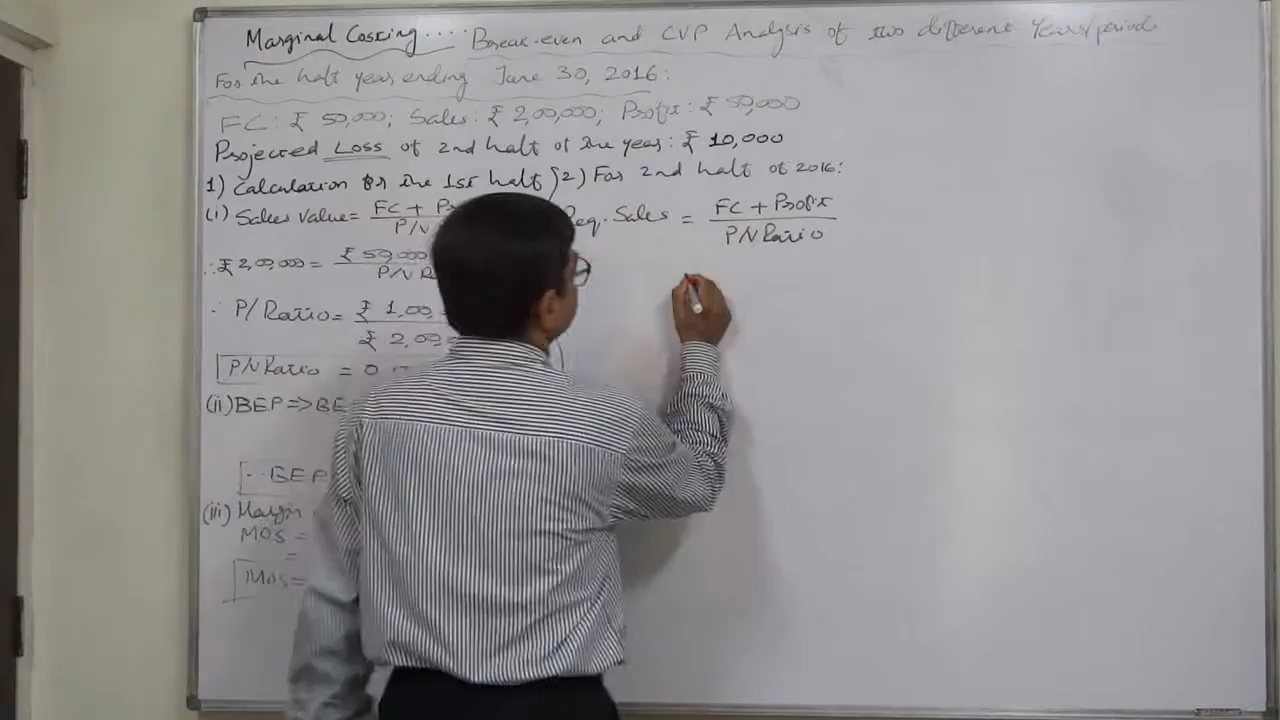 Marginal Costing.... Break-even and CVP Analysis of two different Years/periods
For the half year ending June 30, 2016:
FC: ₹ 50,000; Sales: ₹ 2,00,000; Profit: ₹ 50,000
Projected Loss of 2nd half of the year: ₹ 10,000
1) Calculation for the 1st half
2) For 2nd half of 2016:
(i) Sales value = FC + P
P/V
∴ ₹ 2,00,000 = ₹ 50,000
P/V R
∴ P/ Ratio = ₹ 1,00,
₹ 2,00,
P/V Ratio = 0
(ii) BEP => BE
∴ BEP
(iii) Margin
MOS =
=
MOS =
Req. Sales = FC + Profit
P/V Ratio